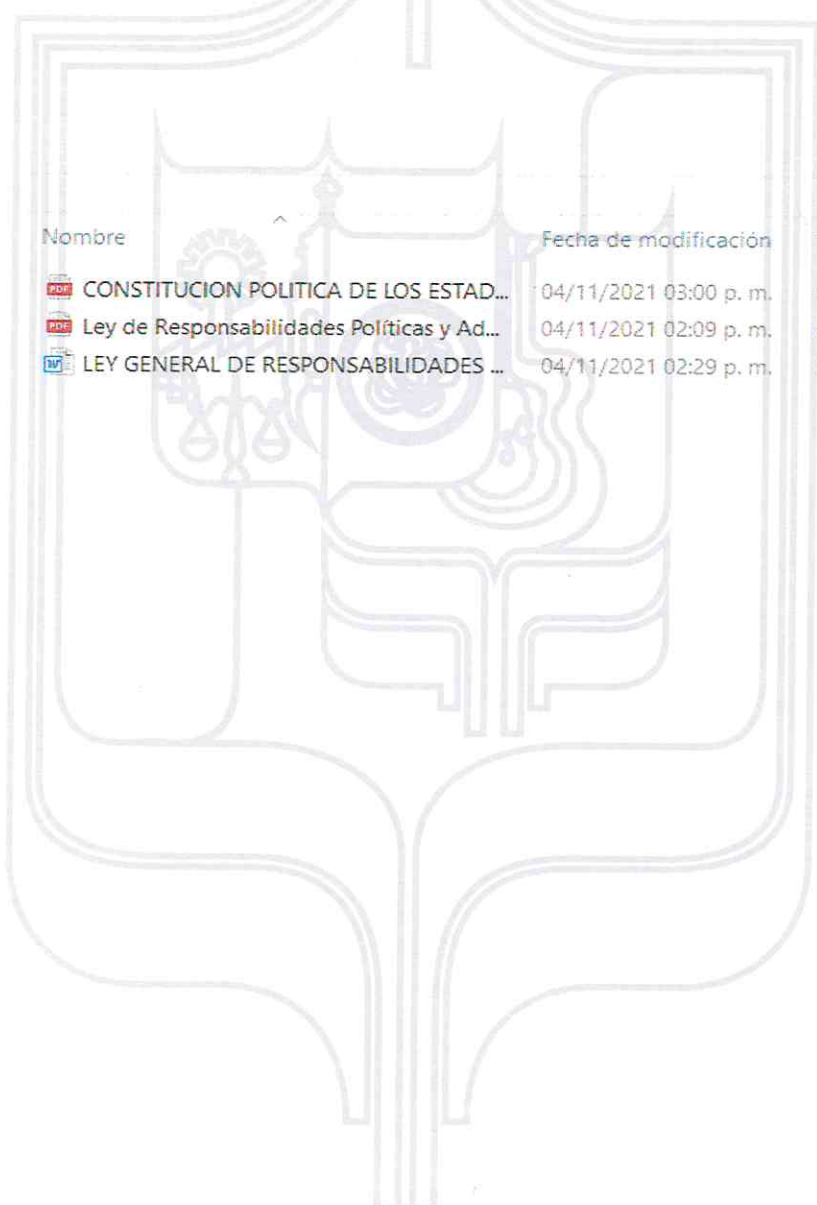 Nombre Fecha de modificación
CONSTITUCION POLITICA DE LOS ESTAD... 04/11/2021 03:00 p. m.
Ley de Responsabilidades Políticas y Ad... 04/11/2021 02:09 p. m.
LEY GENERAL DE RESPONSABILIDADES ... 04/11/2021 02:29 p. m.